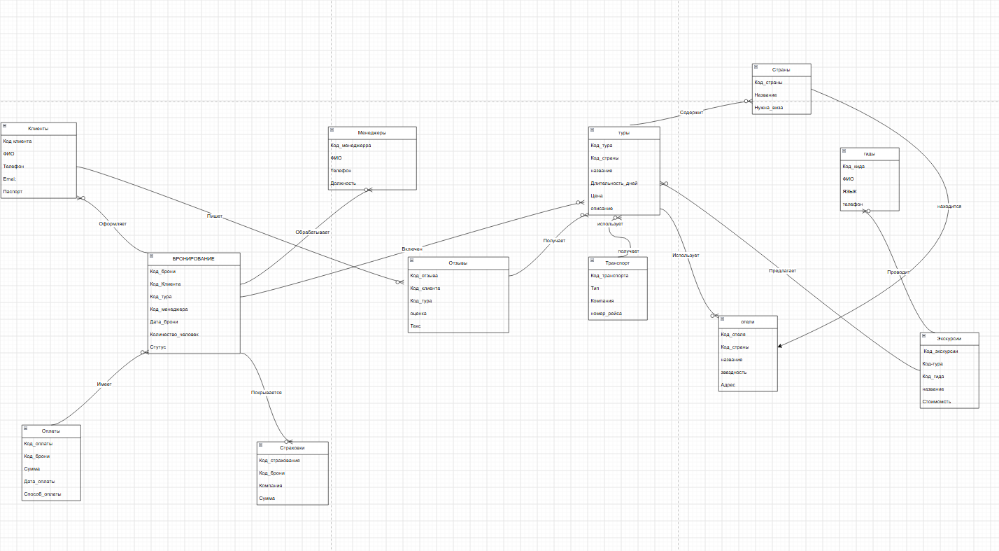 Страны
Код_страны
Название
Нужна_виза
Содержит
Клиенты
Код клиента
ФИО
Телефон
Emai;
Паспорт
Менеджеры
Код_менеджерра
ФИО
Телефон
Должность
туры
Код_тура
Код_страны
название
Длительность_дней
Цена
описание
гиды
Код_кида
ФИО
ЯЗЫК
телефон
находится
Пишет
Оформляет
Обрабатывает
использует
Получает
Включен
получает
Использует
Предлагает
Проводит
БРОНИРОВАНИЕ
Код_брони
Код_Клиента
Код_тура
Код_менеджера
Дата_брони
Количество_человек
Стутус
Отзывы
Код_отзыва
Код_клиента
Код_тура
оценка
Текс
Транспорт
Код_транспорта
Тип
Компания
номер_рейса
отели
Код_отеля
Код_страны
название
звездность
Адрес
Экскурсии
Код_экскурсии
Код-тура
Код_гида
название
Стоимомсть
Имеет
Покрывается
Оплаты
Код_оплаты
Код_брони
Сумма
Дата_оплаты
Способ_оплаты
Страховки
Код_страхования
Код_брони
Компания
Сумма